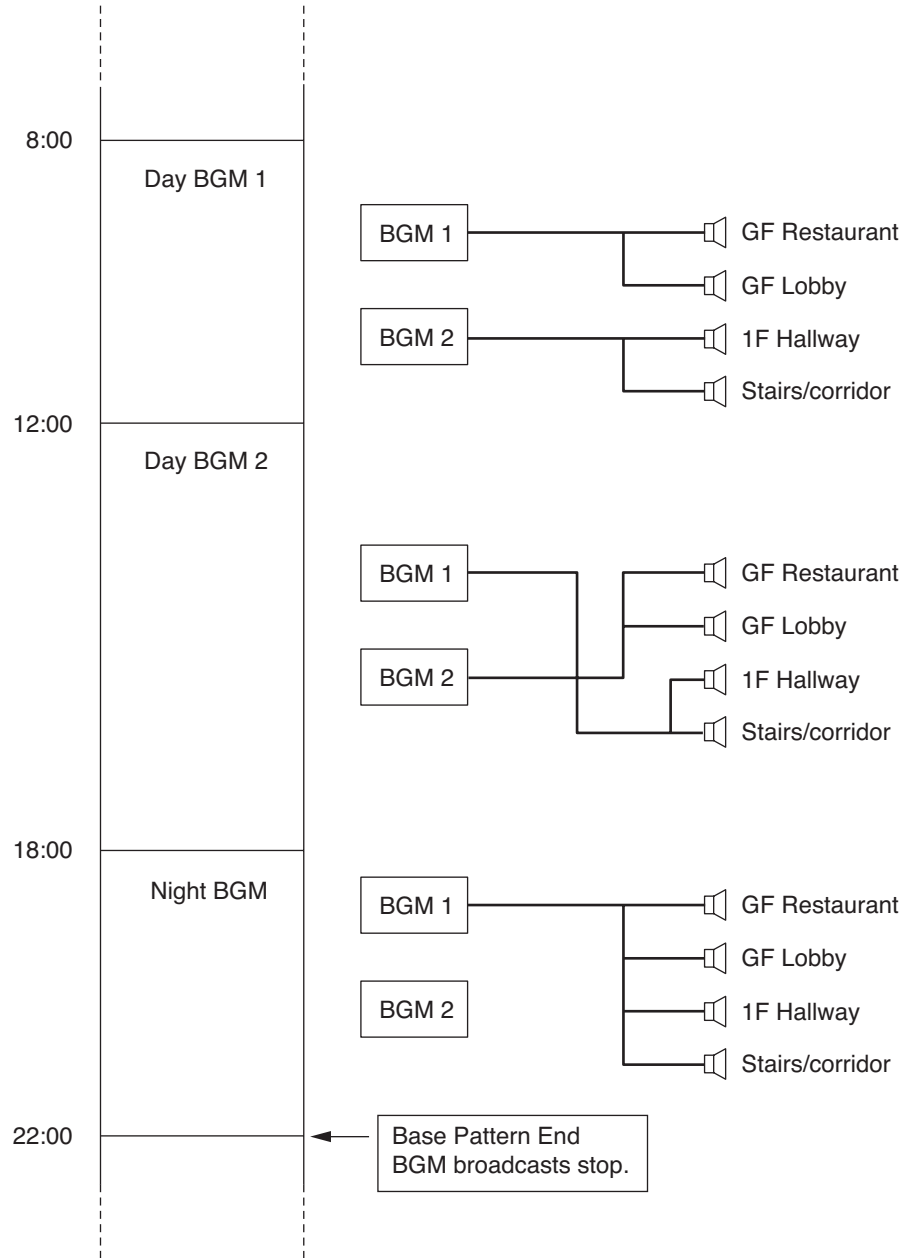 8:00
Day BGM 1
BGM 1
GF Restaurant
GF Lobby
BGM 2
1F Hallway
Stairs/corridor
12:00
Day BGM 2
BGM 1
GF Restaurant
GF Lobby
BGM 2
1F Hallway
Stairs/corridor
18:00
Night BGM
BGM 1
GF Restaurant
GF Lobby
BGM 2
1F Hallway
Stairs/corridor
22:00
Base Pattern End
BGM broadcasts stop.